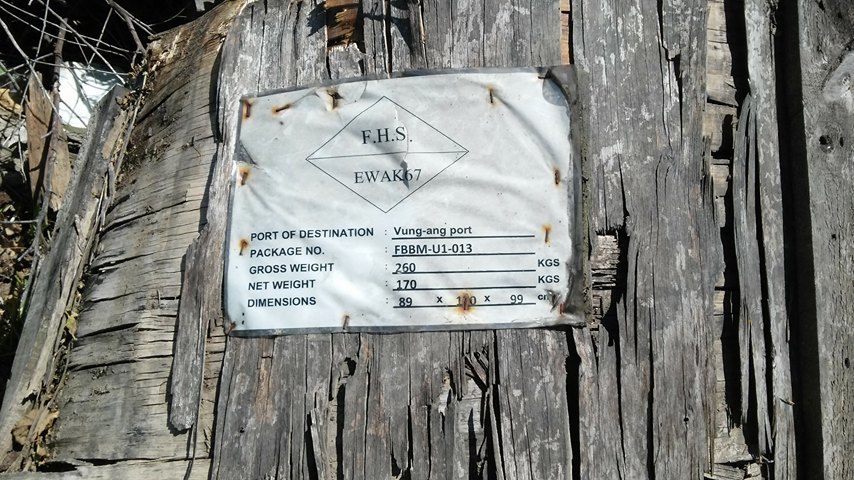 F.H.S.
EWAK67
PORT OF DESTINATION : Vung-ang port
PACKAGE NO. : FBBM-U1-013
GROSS WEIGHT : 260 KGS
NET WEIGHT : 170 KGS
DIMENSIONS : 89 x x 99 cm